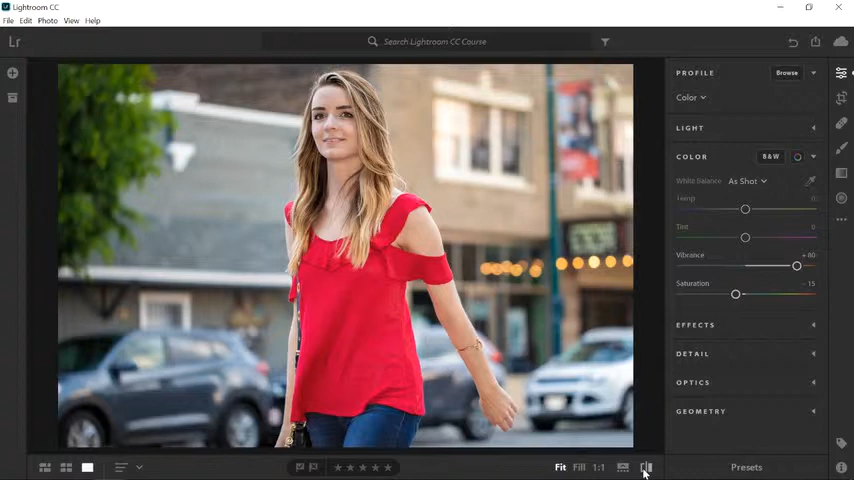 Lightroom CC
File Edit Photo View Help
Lr
Search Lightroom CC Course
PROFILE
Browse
Color
LIGHT
COLOR
B&W
White Balance
As Shot
Temp
0
Tint
0
Vibrance
+ 80
Saturation
- 15
EFFECTS
DETAIL
OPTICS
GEOMETRY
Fit Fill 1:1
Presets